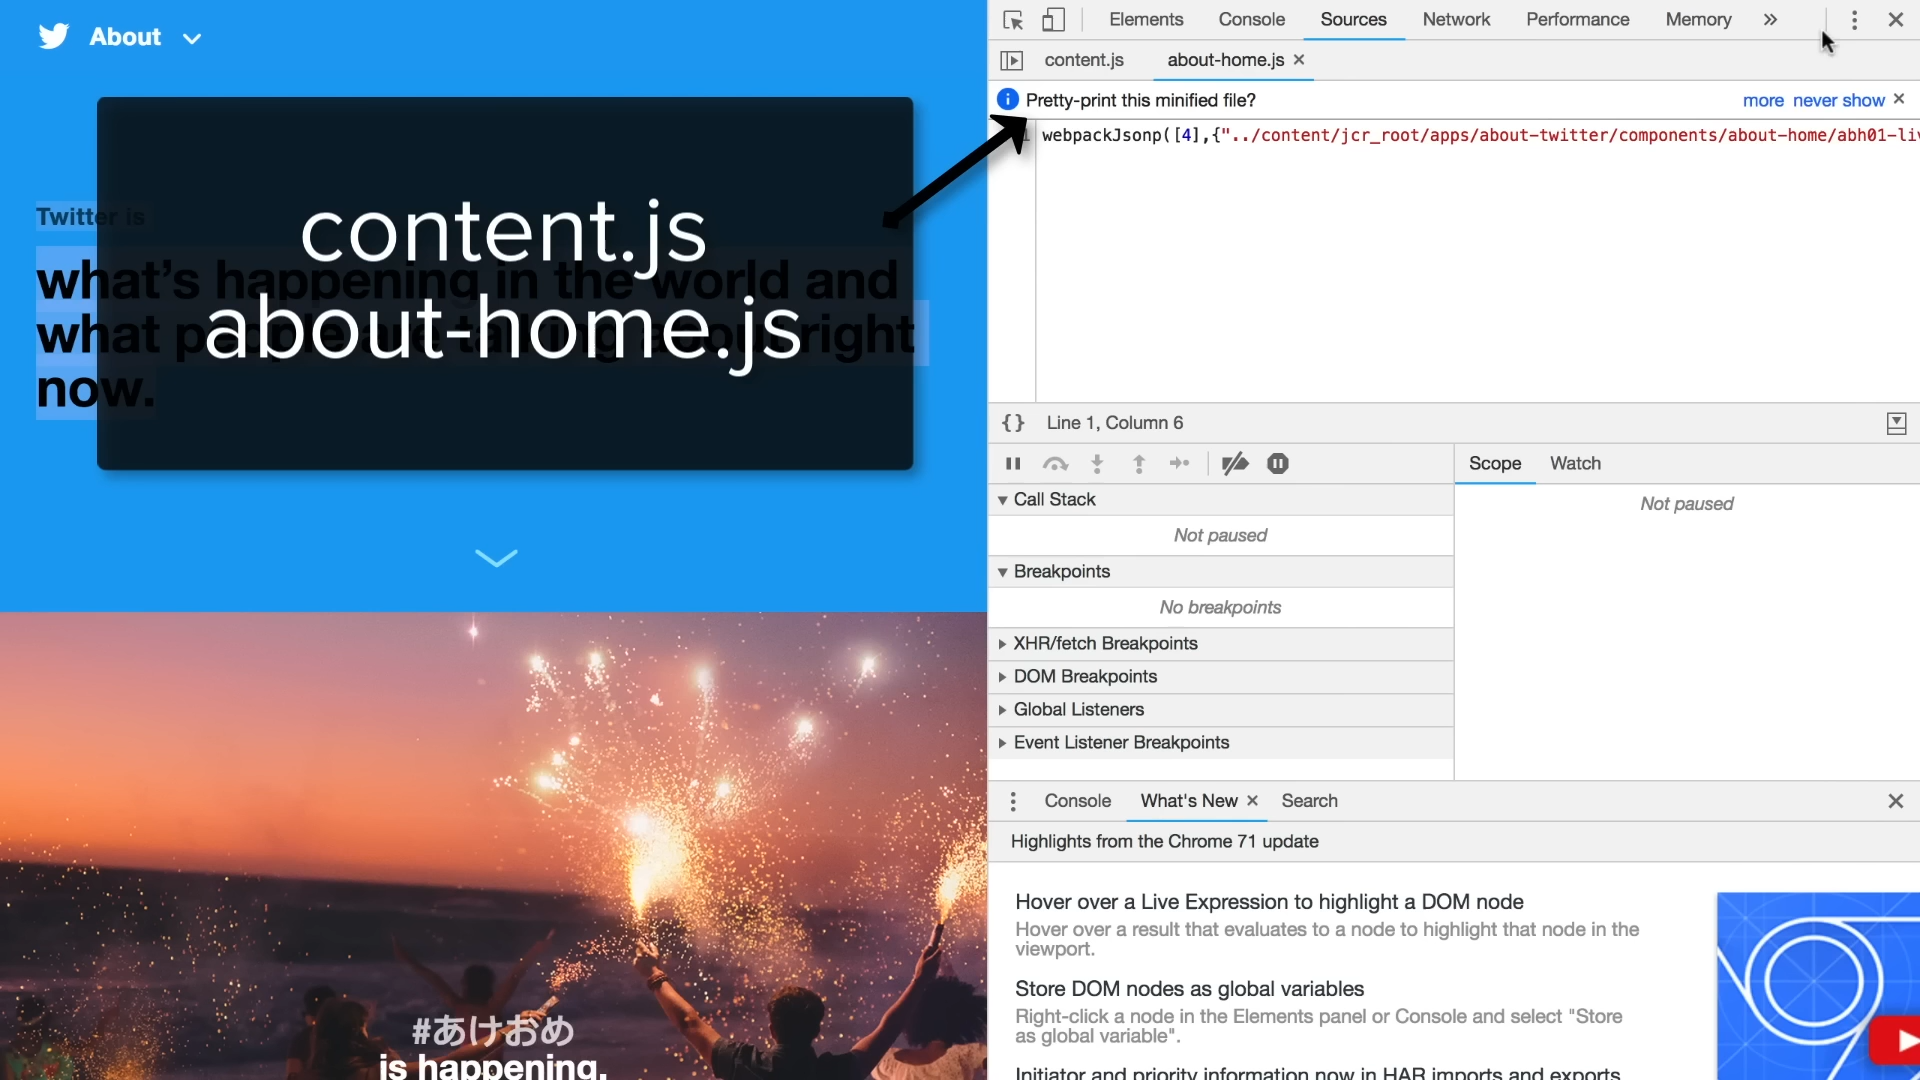 About
Twitter is
what's happening in the world and
what people are talking about right
now.
content.js
about-home.js
#あけおめ
is happening.
Elements Console Sources Network Performance Memory »
content.js about-home.js ×
Pretty-print this minified file? more never show ×
1 webpackJsonp([4],{"../content/jcr_root/apps/about-twitter/components/about-home/abh01-li
{} Line 1, Column 6
Scope Watch
Call Stack
Not paused
Not paused
Breakpoints
No breakpoints
XHR/fetch Breakpoints
DOM Breakpoints
Global Listeners
Event Listener Breakpoints
Console What's New × Search
Highlights from the Chrome 71 update
Hover over a Live Expression to highlight a DOM node
Hover over a result that evaluates to a node to highlight that node in the
viewport.
Store DOM nodes as global variables
Right-click a node in the Elements panel or Console and select "Store
as global variable".
Initiator and priority information now in HAR imports and exports